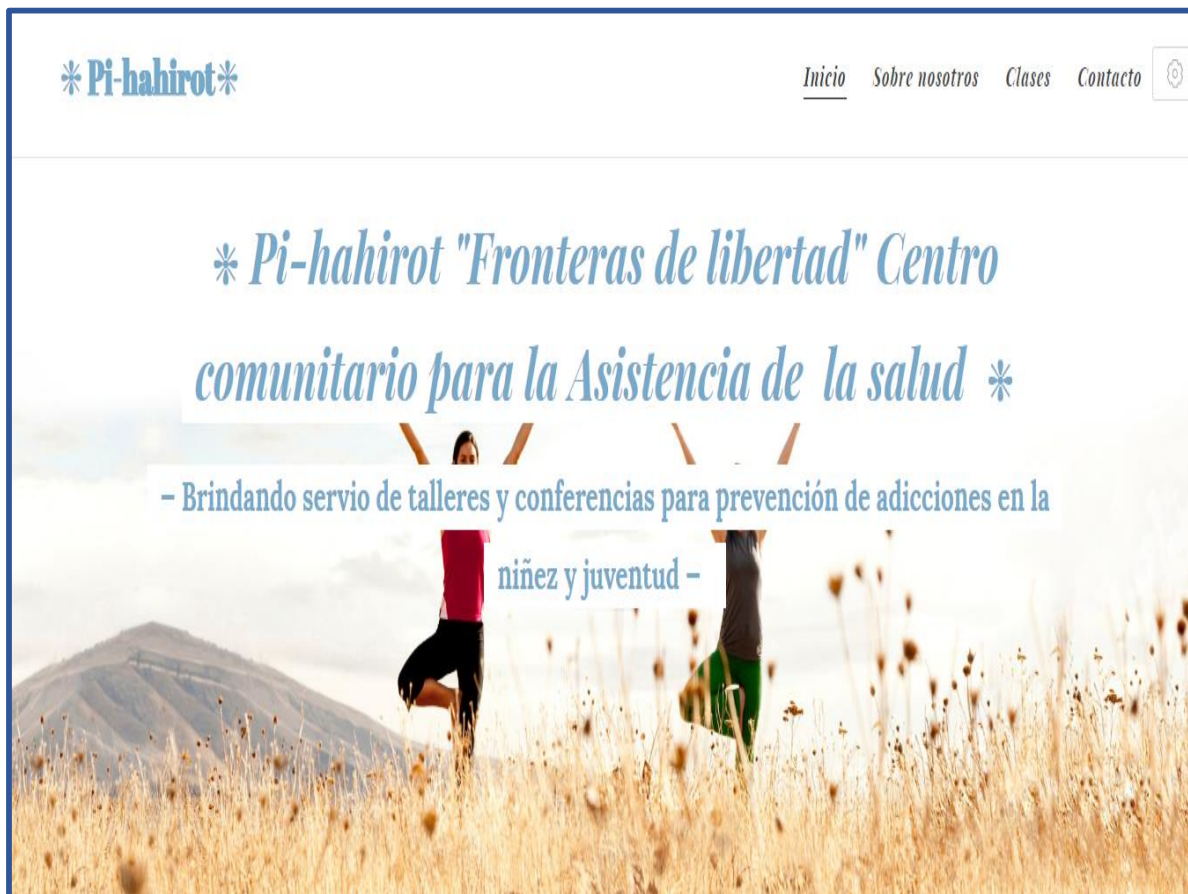 ❉ Pi-hahirot ❉
Inicio Sobre nosotros Clases Contacto
❉ Pi-hahirot "Fronteras de libertad" Centro
comunitario para la Asistencia de la salud ❉
– Brindando servio de talleres y conferencias para prevención de adicciones en la
niñez y juventud –